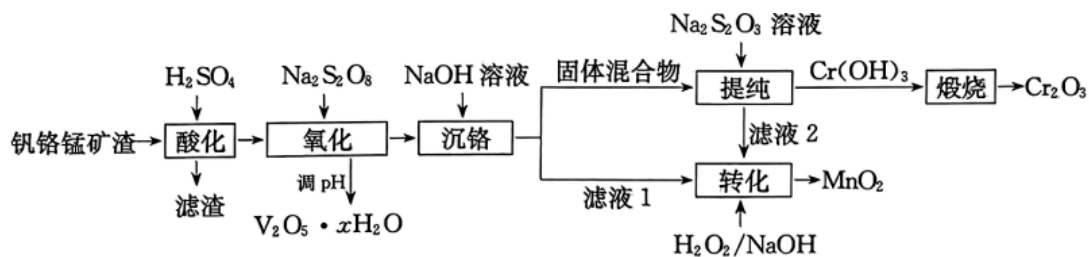 Na₂S₂O₃ 溶液
H₂SO₄ Na₂S₂O₈ NaOH 溶液 固体混合物 提纯 Cr(OH)₃ 煅烧 Cr₂O₃
钒铬锰矿渣 酸化 氧化 沉铬 滤液 2
滤渣 调 pH 滤液 1 转化 MnO₂
V₂O₅・xH₂O
H₂O₂/NaOH